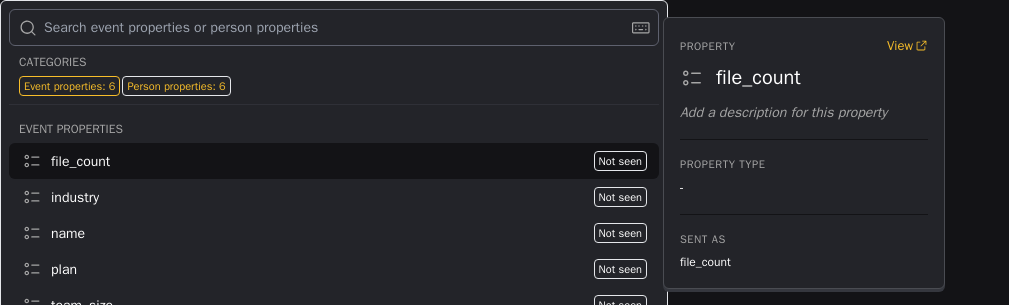 Search event properties or person properties
CATEGORIES
Event properties: 6
Person properties: 6
EVENT PROPERTIES
file_count
Not seen
industry
Not seen
name
Not seen
plan
Not seen
team_size
Not seen
PROPERTY
View
file_count
Add a description for this property
PROPERTY TYPE
-
SENT AS
file_count